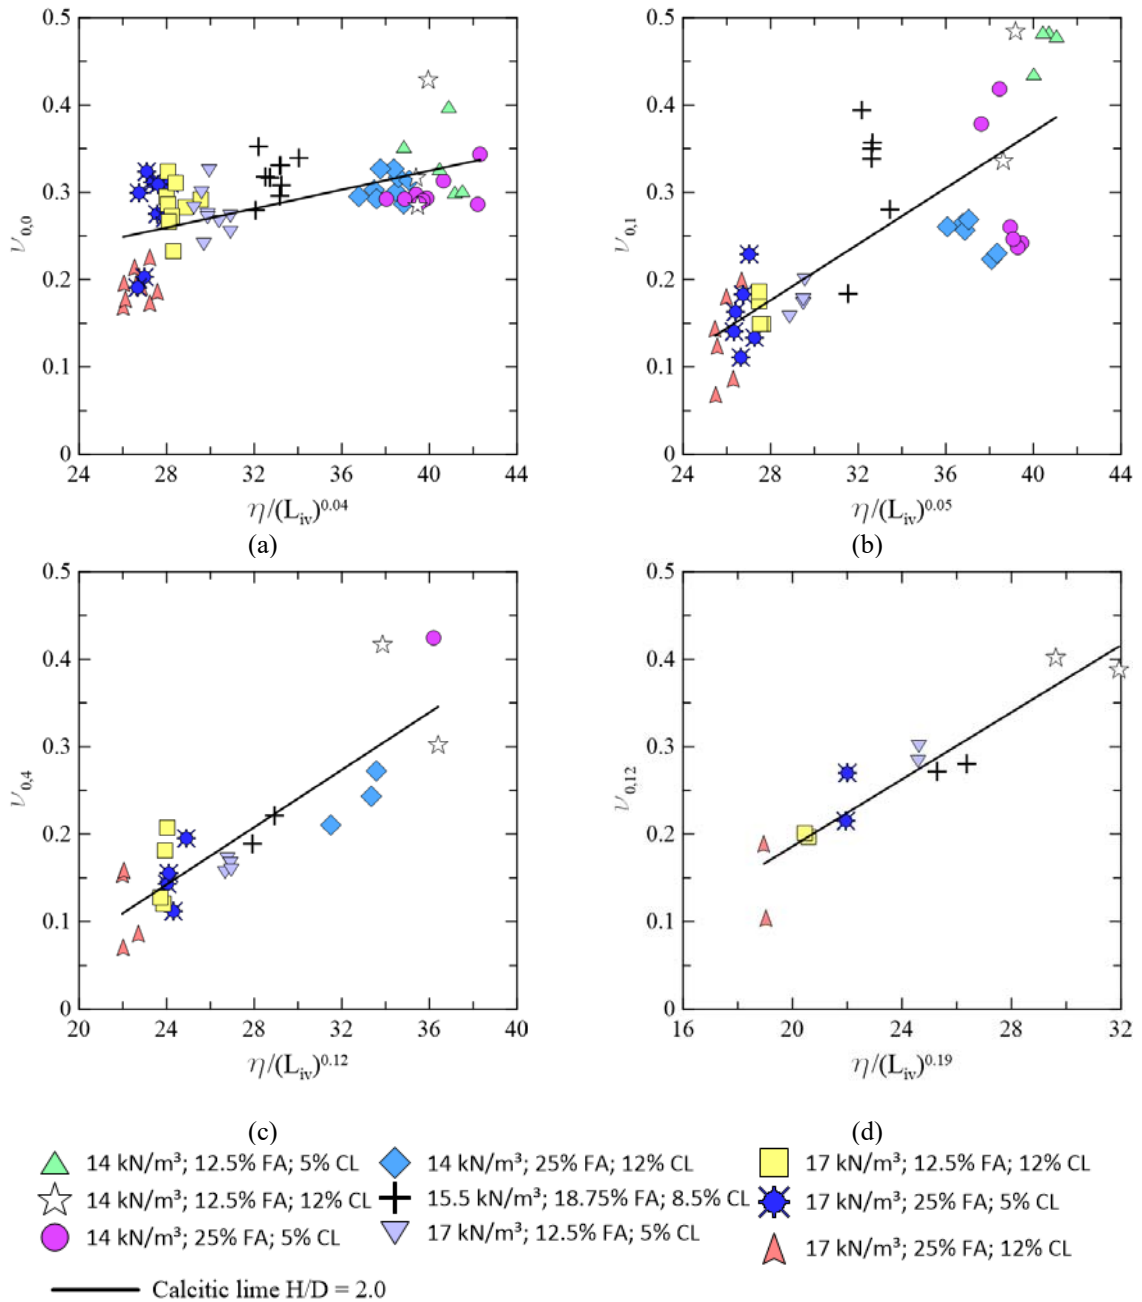 0.5
0.4
0.3
0.2
0.1
0
ν0,0
24 28 32 36 40 44
η/(Liv)0.04
(a)
0.5
0.4
0.3
0.2
0.1
0
ν0,1
24 28 32 36 40 44
η/(Liv)0.05
(b)
0.5
0.4
0.3
0.2
0.1
0
ν0,4
20 24 28 32 36 40
η/(Liv)0.12
(c)
0.5
0.4
0.3
0.2
0.1
0
ν0,12
16 20 24 28 32
η/(Liv)0.19
(d)
14 kN/m³; 12.5% FA; 5% CL
14 kN/m³; 12.5% FA; 12% CL
14 kN/m³; 25% FA; 5% CL
14 kN/m³; 25% FA; 12% CL
15.5 kN/m³; 18.75% FA; 8.5% CL
17 kN/m³; 12.5% FA; 5% CL
17 kN/m³; 12.5% FA; 12% CL
17 kN/m³; 25% FA; 5% CL
17 kN/m³; 25% FA; 12% CL
Calcitic lime H/D = 2.0